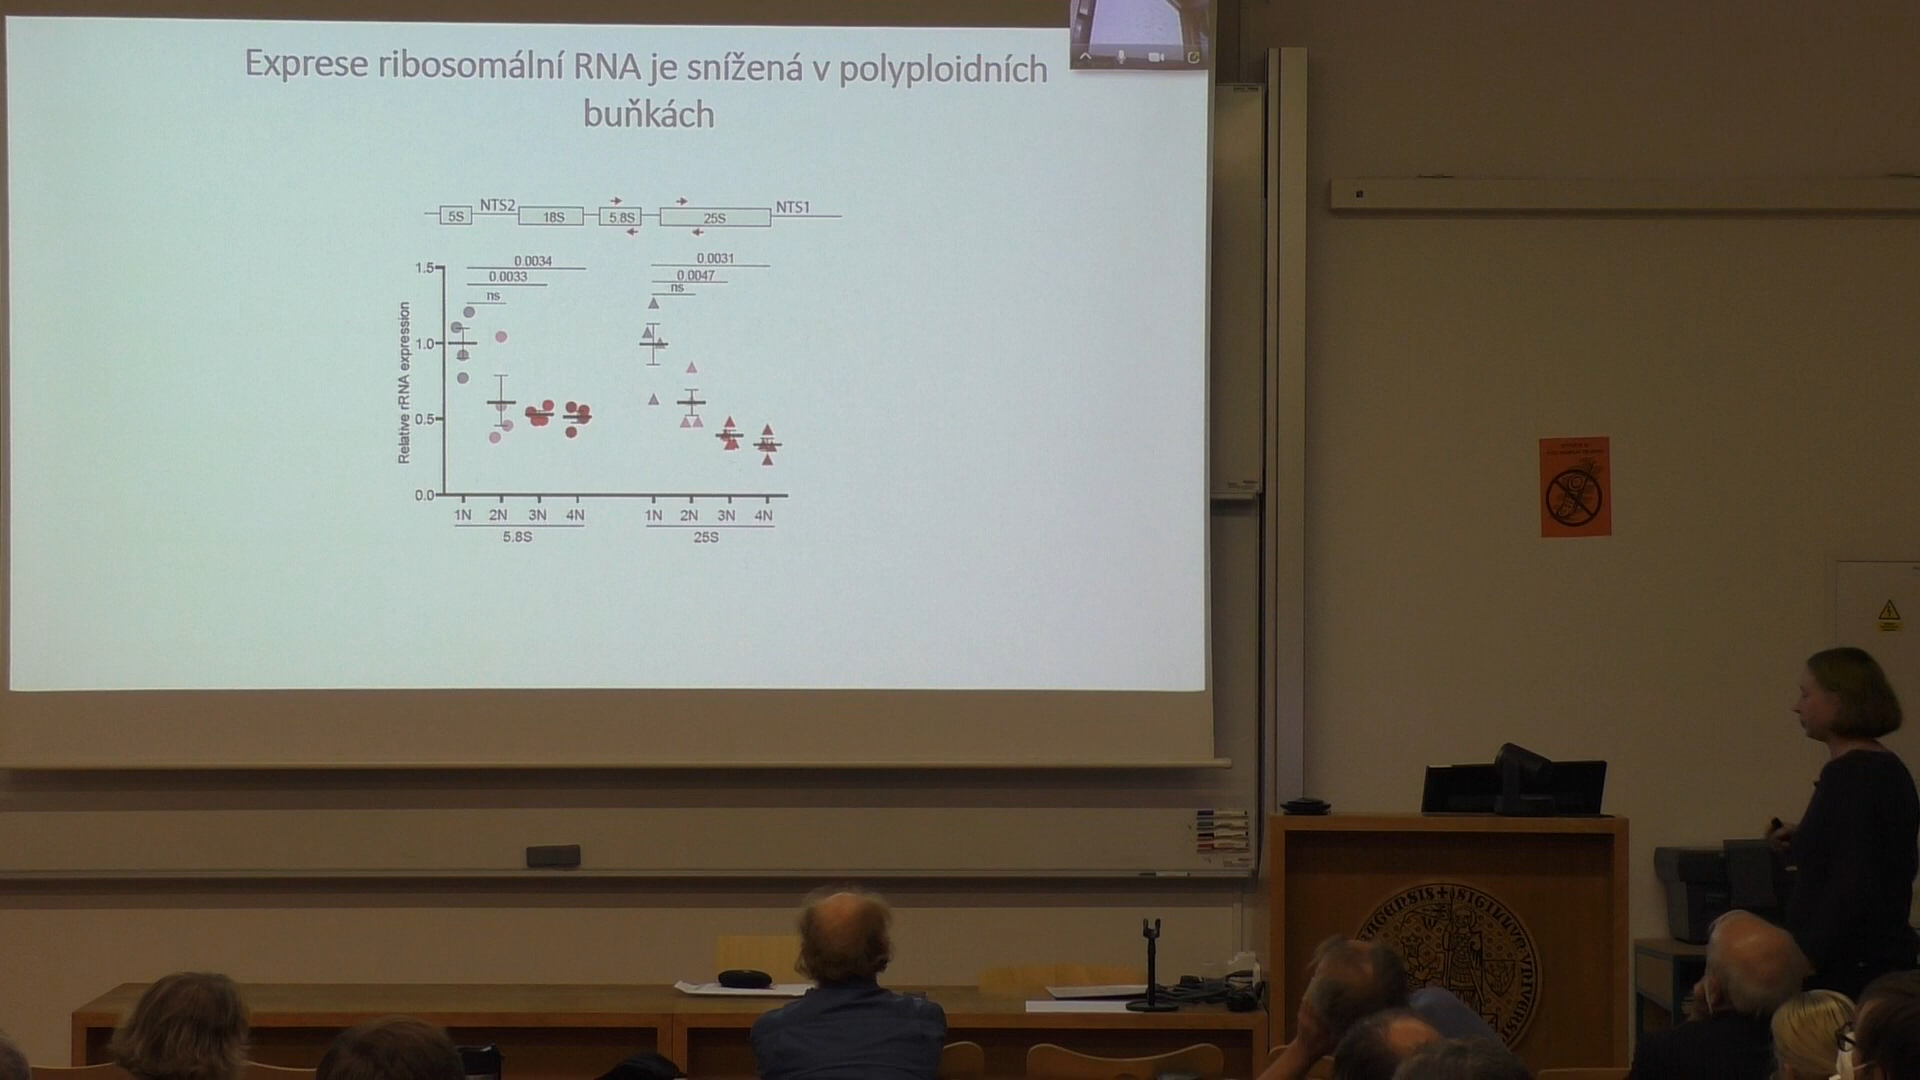 Exprese ribosomální RNA je snížená v polyploidních
buňkách
5S NTS2 18S 5.8S 25S NTS1
0.0034
0.0033
ns
0.0031
0.0047
ns
Relative rRNA expression
1.5
1.0
0.5
0.0
1N 2N 3N 4N 1N 2N 3N 4N
5.8S 25S